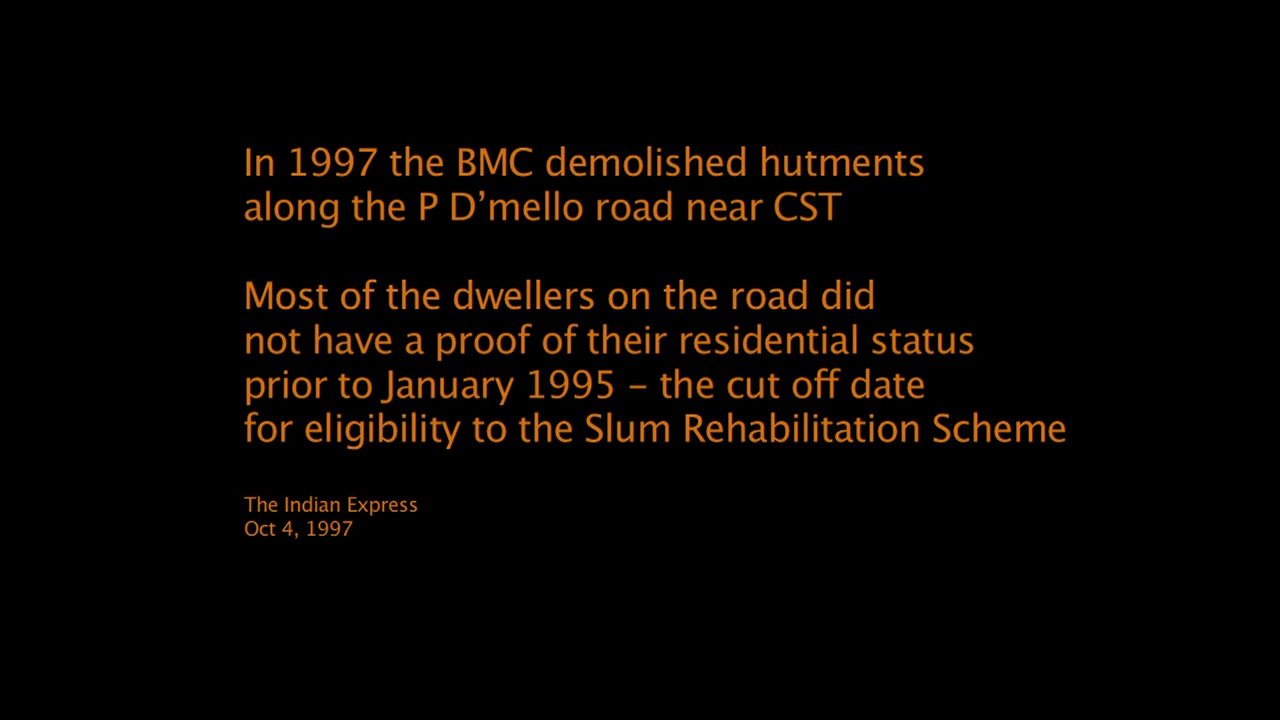 In 1997 the BMC demolished hutments
along the P D’mello road near CST
Most of the dwellers on the road did
not have a proof of their residential status
prior to January 1995 – the cut off date
for eligibility to the Slum Rehabilitation Scheme
The Indian Express
Oct 4, 1997